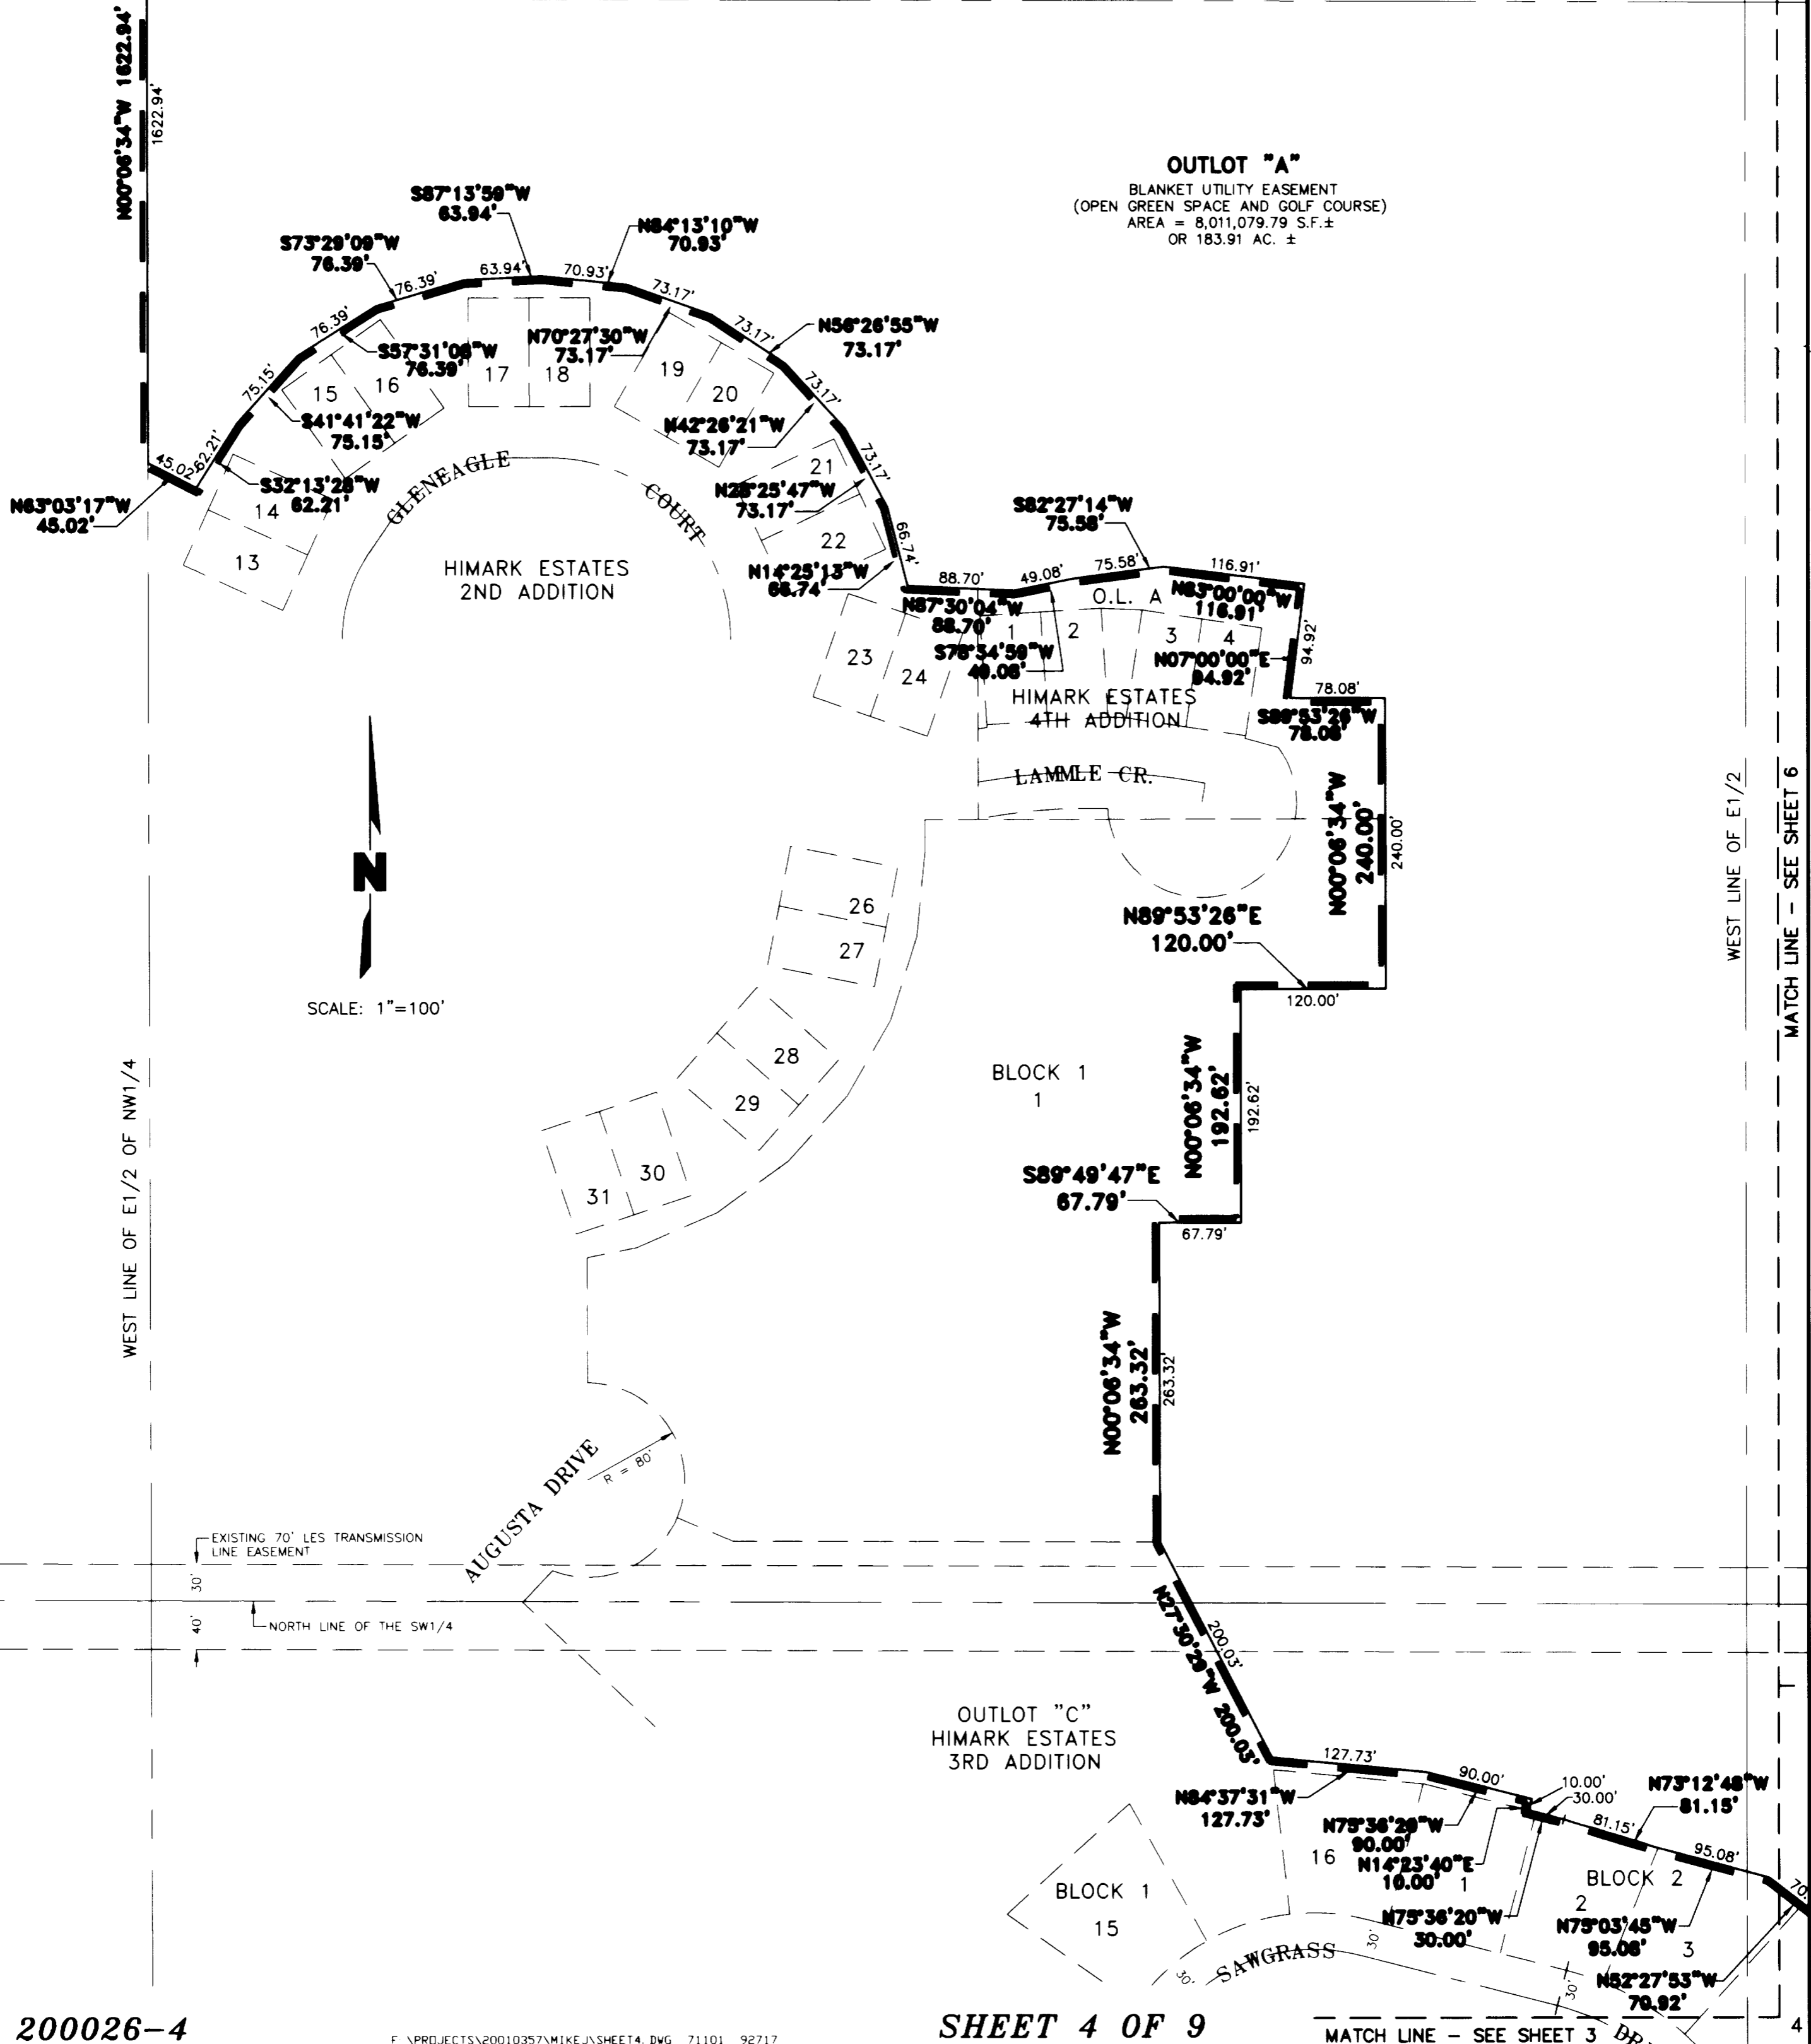 N00°06'34"W 1622.94'
1622.94'
OUTLOT "A"
BLANKET UTILITY EASEMENT
(OPEN GREEN SPACE AND GOLF COURSE)
AREA = 8,011,079.79 S.F.±
OR 183.91 AC. ±
S87°13'59"W
63.94'
N84°13'10"W
70.93'
S73°29'09"W
76.39'
76.39'
63.94'
70.93'
73.17'
N56°26'55"W
73.17'
76.39'
S57°31'08"W
76.39'
N70°27'30"W
73.17'
73.17'
15
16
17
18
19
20
75.15'
S41°41'22"W
75.15'
N42°26'21"W
73.17'
73.17'
45.02'
62.21'
N63°03'17"W
45.02'
S32°13'28"W
62.21'
14
13
GLENEAGLE
COURT
21
22
N28°25'47"W
73.17'
73.17'
N14°25'13"W
66.74'
66.74'
HIMARK ESTATES
2ND ADDITION
S82°27'14"W
75.58'
88.70'
49.08'
75.58'
116.91'
N87°30'04"W
88.70'
O.L. A
N83°00'00"W
116.91'
1
2
3
4
S78°34'59"W
49.08'
N07°00'00"E
94.92'
94.92'
23
24
HIMARK ESTATES
4TH ADDITION
78.08'
S89°53'26"W
78.08'
LAMMLE CR.
N00°06'34"W
240.00'
240.00'
WEST LINE OF E1/2
MATCH LINE - SEE SHEET 6
N
SCALE: 1"=100'
26
27
28
29
30
31
N89°53'26"E
120.00'
120.00'
BLOCK 1
1
N00°06'34"W
192.62'
192.62'
S89°49'47"E
67.79'
67.79'
WEST LINE OF E1/2 OF NW1/4
N00°06'34"W
263.32'
263.32'
AUGUSTA DRIVE
R = 80'
EXISTING 70' LES TRANSMISSION
LINE EASEMENT
30'
40'
NORTH LINE OF THE SW1/4
N27°30'29"W 200.03'
200.03'
OUTLOT "C"
HIMARK ESTATES
3RD ADDITION
127.73'
N84°37'31"W
127.73'
90.00'
10.00'
30.00'
N73°12'48"W
81.15'
81.15'
N75°36'20"W
90.00'
16
N14°23'40"E
10.00'
1
95.08'
BLOCK 2
2
N75°36'20"W
30.00'
N75°03'45"W
95.08'
3
70.
N52°27'53"W
70.92'
BLOCK 1
15
SAWGRASS
30'
30'
30'
DR
200026-4
F:\PROJECTS\20010357\MIKEJ\SHEET4.DWG 71101 92717
SHEET 4 OF 9
MATCH LINE - SEE SHEET 3
4